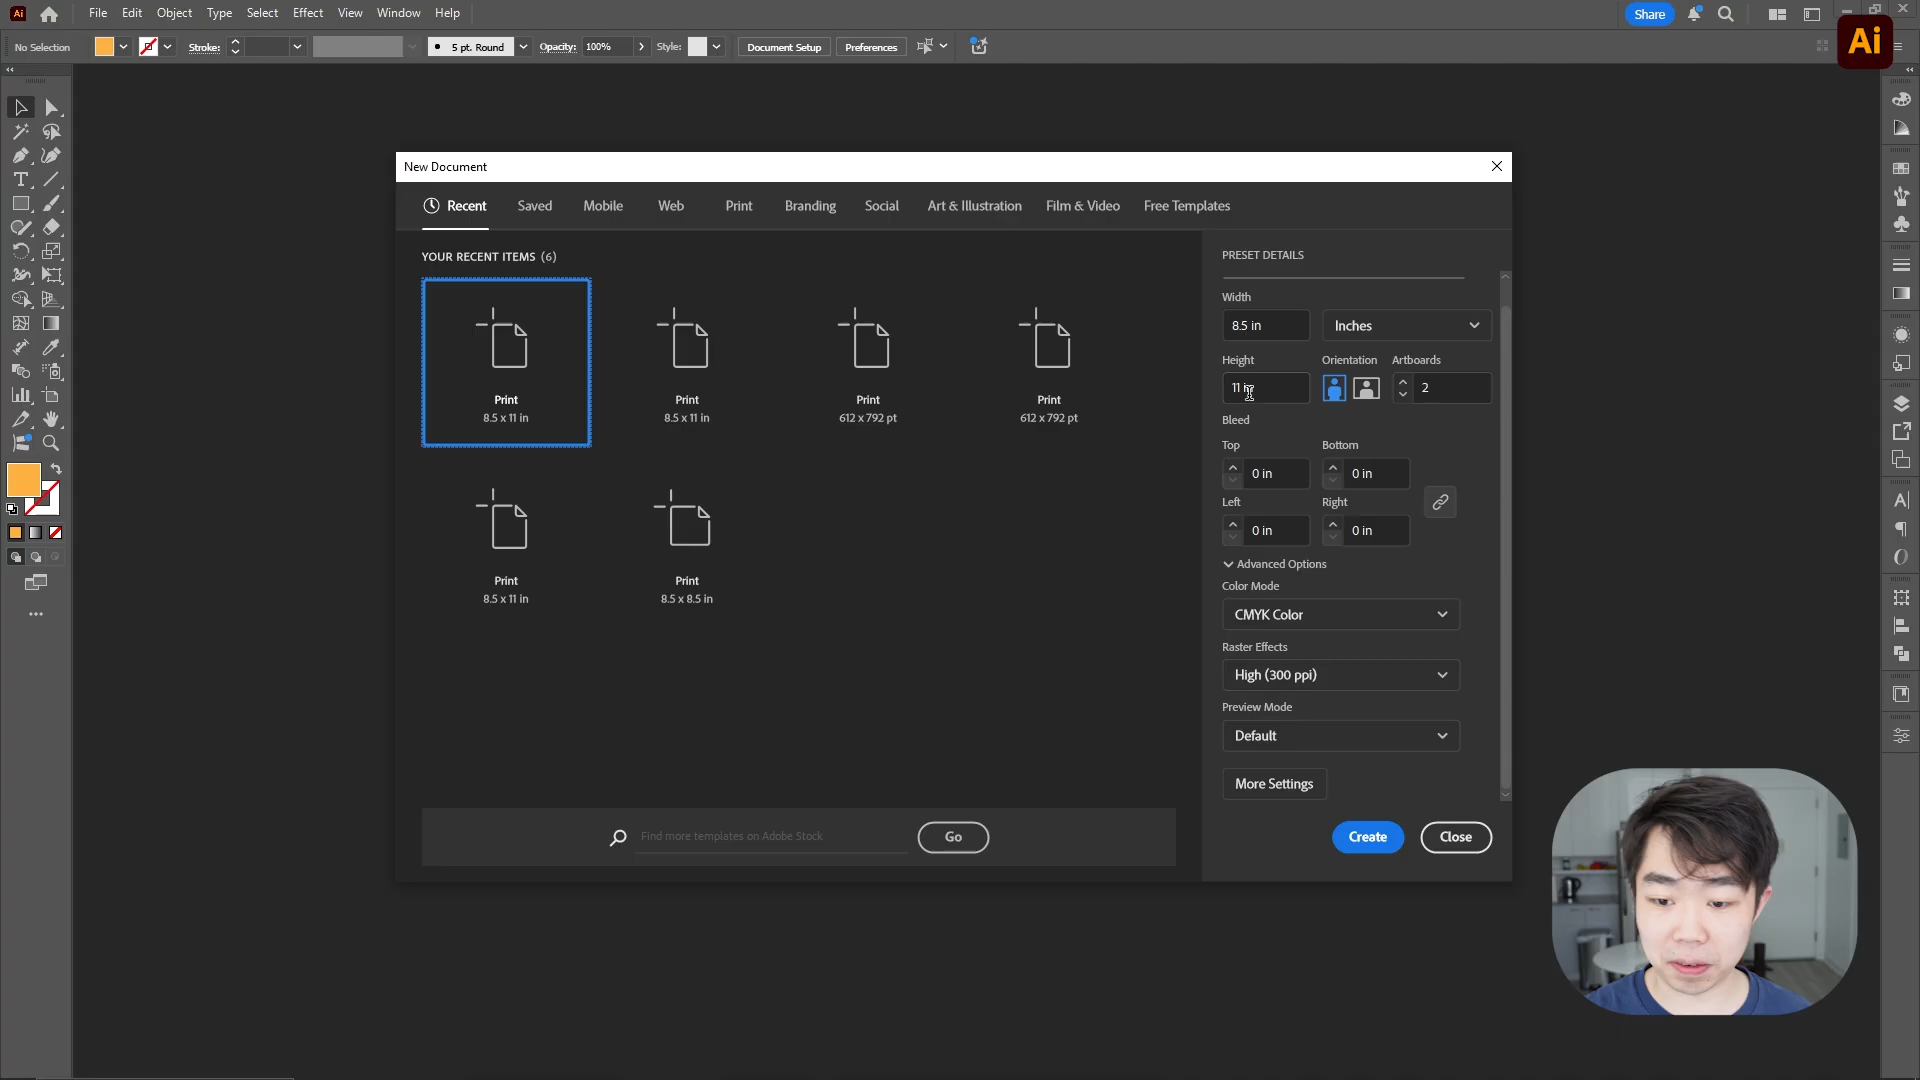 Ai File Edit Object Type Select Effect View Window Help Share
No Selection Stroke: 5 pt. Round Opacity: 100% Style: Document Setup Preferences Ai
New Document
Recent Saved Mobile Web Print Branding Social Art & Illustration Film & Video Free Templates
YOUR RECENT ITEMS (6)
Print
8.5 x 11 in
Print
8.5 x 11 in
Print
612 x 792 pt
Print
612 x 792 pt
Print
8.5 x 11 in
Print
8.5 x 8.5 in
Find more templates on Adobe Stock Go
PRESET DETAILS
Width
8.5 in Inches
Height Orientation Artboards
11 in 2
Bleed
Top Bottom
0 in 0 in
Left Right
0 in 0 in
Advanced Options
Color Mode
CMYK Color
Raster Effects
High (300 ppi)
Preview Mode
Default
More Settings
Create Close